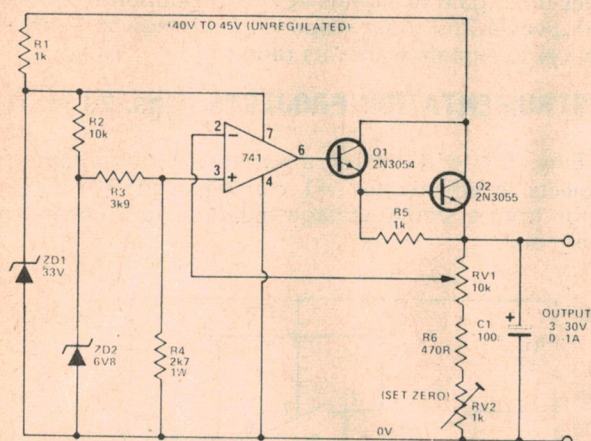 40V TO 45V (UNREGULATED)
R1
1k
R2
10k
R3
3k9
2
3
741
7
6
4
Q1
2N3054
Q2
2N3055
R5
1k
ZD1
33V
ZD2
6V8
R4
2k7
1W
RV1
10k
R6
470R
C1
100
+
OUTPUT
3 30V
0 1A
(SET ZERO)
RV2
1k
0V